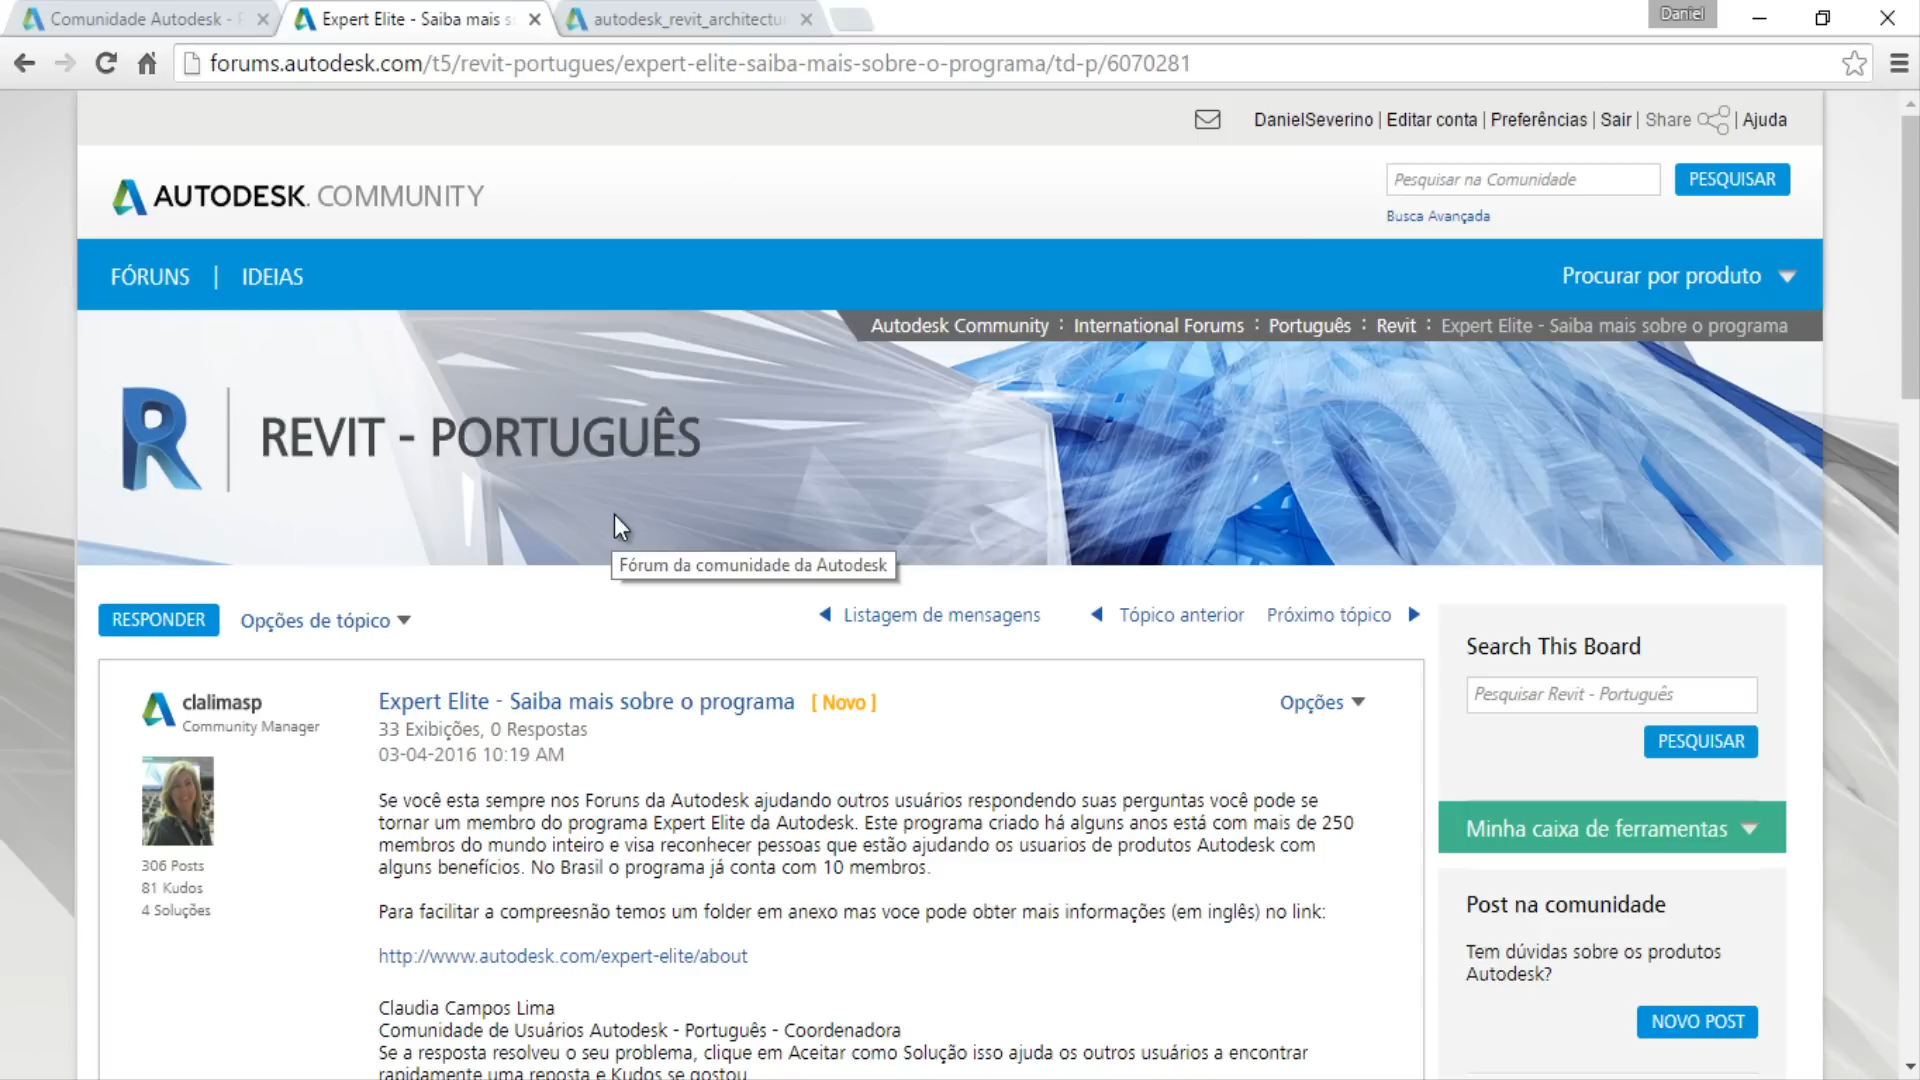 Comunidade Autodesk -
Expert Elite - Saiba mais s
autodesk_revit_architectu
Daniel
forums.autodesk.com/t5/revit-portugues/expert-elite-saiba-mais-sobre-o-programa/td-p/6070281
DanielSeverino | Editar conta | Preferências | Sair | Share | Ajuda
AUTODESK. COMMUNITY
Pesquisar na Comunidade
PESQUISAR
Busca Avançada
FÓRUNS | IDEIAS
Procurar por produto
Autodesk Community : International Forums : Português : Revit : Expert Elite - Saiba mais sobre o programa
R | REVIT - PORTUGUÊS
Fórum da comunidade da Autodesk
RESPONDER
Opções de tópico
Listagem de mensagens
Tópico anterior
Próximo tópico
clalimasp
Community Manager
306 Posts
81 Kudos
4 Soluções
Expert Elite - Saiba mais sobre o programa [ Novo ]
Opções
33 Exibições, 0 Respostas
03-04-2016 10:19 AM
Se você esta sempre nos Foruns da Autodesk ajudando outros usuários respondendo suas perguntas você pode se
tornar um membro do programa Expert Elite da Autodesk. Este programa criado há alguns anos está com mais de 250
membros do mundo inteiro e visa reconhecer pessoas que estão ajudando os usuarios de produtos Autodesk com
alguns benefícios. No Brasil o programa já conta com 10 membros.
Para facilitar a compreesnão temos um folder em anexo mas voce pode obter mais informações (em inglês) no link:
http://www.autodesk.com/expert-elite/about
Claudia Campos Lima
Comunidade de Usuários Autodesk - Português - Coordenadora
Se a resposta resolveu o seu problema, clique em Aceitar como Solução isso ajuda os outros usuários a encontrar
rapidamente uma reposta e Kudos se gostou
Search This Board
Pesquisar Revit - Português
PESQUISAR
Minha caixa de ferramentas
Post na comunidade
Tem dúvidas sobre os produtos
Autodesk?
NOVO POST